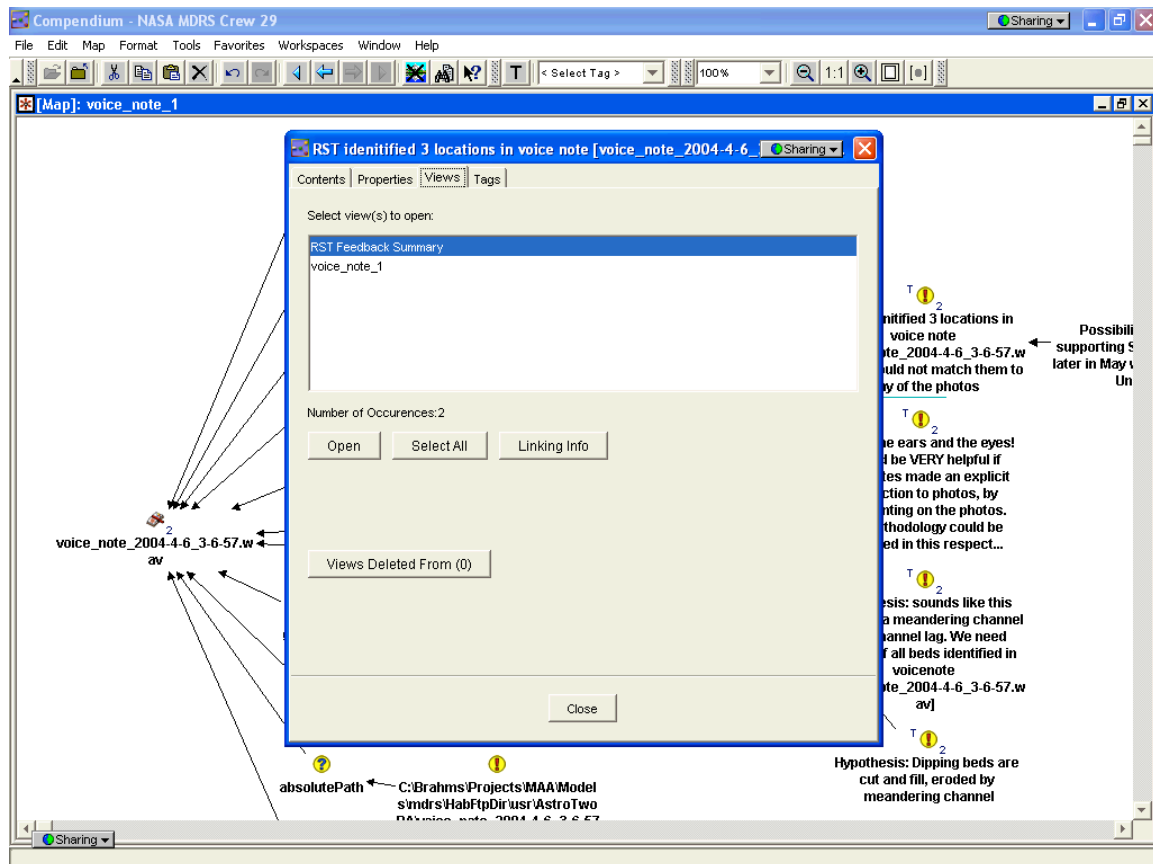 Compendium - NASA MDRS Crew 29
Sharing
File Edit Map Format Tools Favorites Workspaces Window Help
T < Select Tag > 100% 1:1
[Map]: voice_note_1
RST idenitified 3 locations in voice note [voice_note_2004-4-6_
Sharing
Contents Properties Views Tags
Select view(s) to open:
RST Feedback Summary
voice_note_1
Number of Occurences:2
Open Select All Linking Info
Views Deleted From (0)
Close
voice_note_2004-4-6_3-6-57.w
av
2
T 2
nitified 3 locations in
voice note
te_2004-4-6_3-6-57.w
uld not match them to
y of the photos
Possibili
supporting S
later in May
Un
T 2
e ears and the eyes!
d be VERY helpful if
tes made an explicit
ction to photos, by
nting on the photos.
thodology could be
ed in this respect...
T 2
esis: sounds like this
a meandering channel
annel lag. We need
f all beds identified in
voicenote
te_2004-4-6_3-6-57.w
av]
T 2
Hypothesis: Dipping beds are
cut and fill, eroded by
meandering channel
absolutePath
C:\Brahms\Projects\MAA\Model
s\mdrs\HabFtpDir\usr\AstroTwo
Sharing